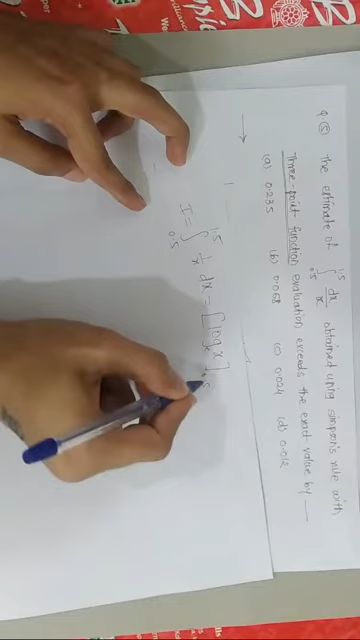 Q(5) The estimate of ∫_{0.5}^{1.5} dx/x obtained using simpson's rule with
Three-point function evaluation exceeds the exact value by __
(a) 0.235 (b) 0.068 (c) 0.024 (d) 0.012
I = ∫_{0.5}^{1.5} 1/x dx = [log x]